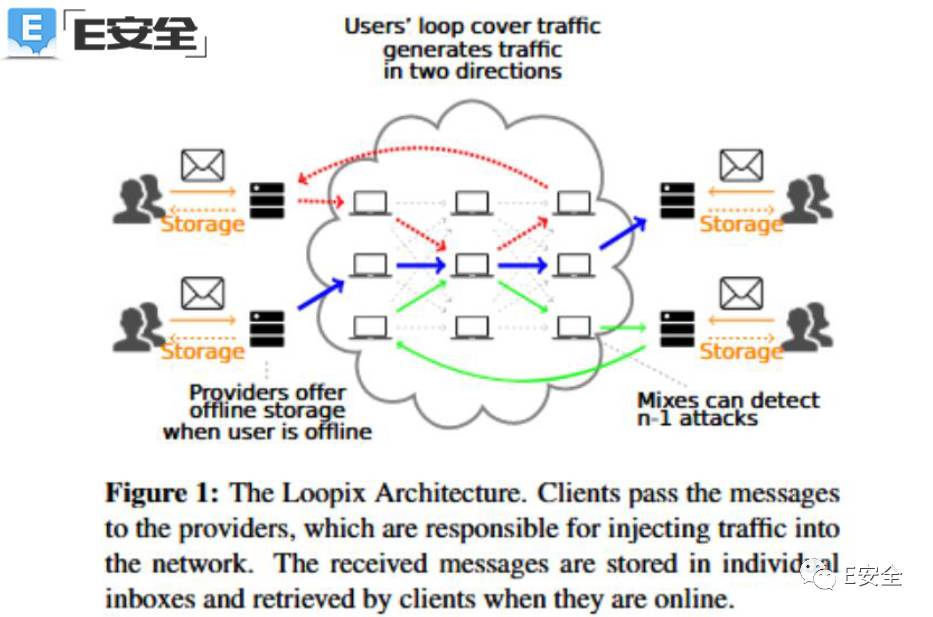 E
E安全
Users' loop cover traffic
generates traffic
in two directions
Storage
Storage
Storage
Storage
Providers offer
offline storage
when user is offline
Mixes can detect
n-1 attacks
Figure 1: The Loopix Architecture. Clients pass the messages
to the providers, which are responsible for injecting traffic into
the network. The received messages are stored in individual
inboxes and retrieved by clients when they are online.
E安全